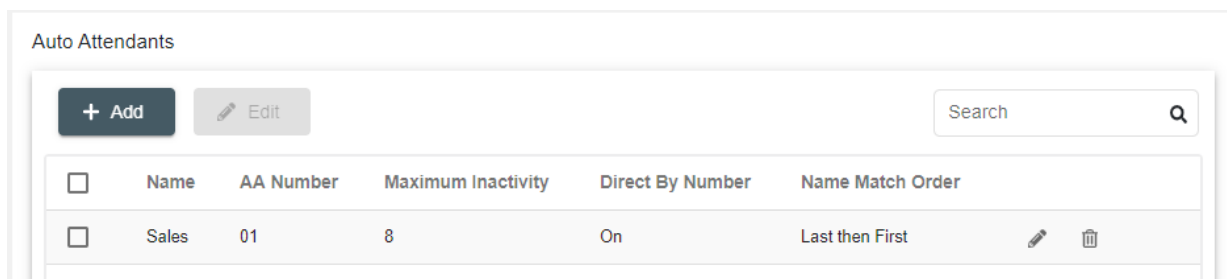 Auto Attendants
+ Add Edit Search
Name AA Number Maximum Inactivity Direct By Number Name Match Order
Sales 01 8 On Last then First